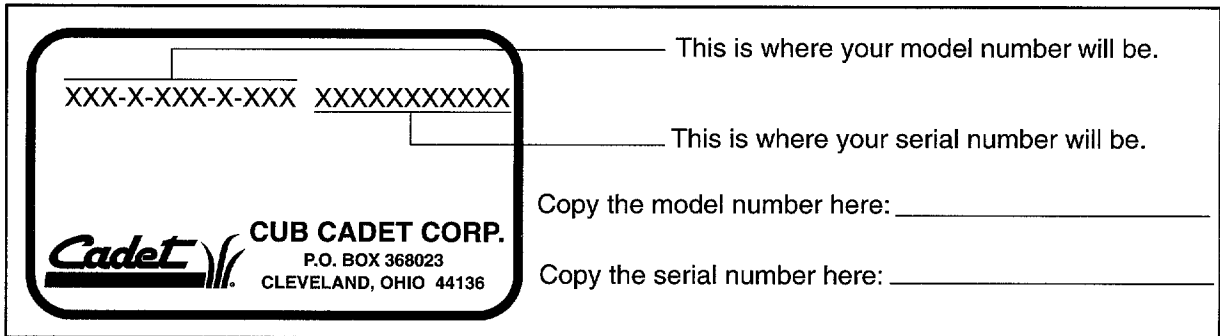 This is where your model number will be.
XXX-X-XXX-X-XXX XXXXXXXXXXX
This is where your serial number will be.
Copy the model number here:
Copy the serial number here:
Cadet
CUB CADET CORP.
P.O. BOX 368023
CLEVELAND, OHIO 44136